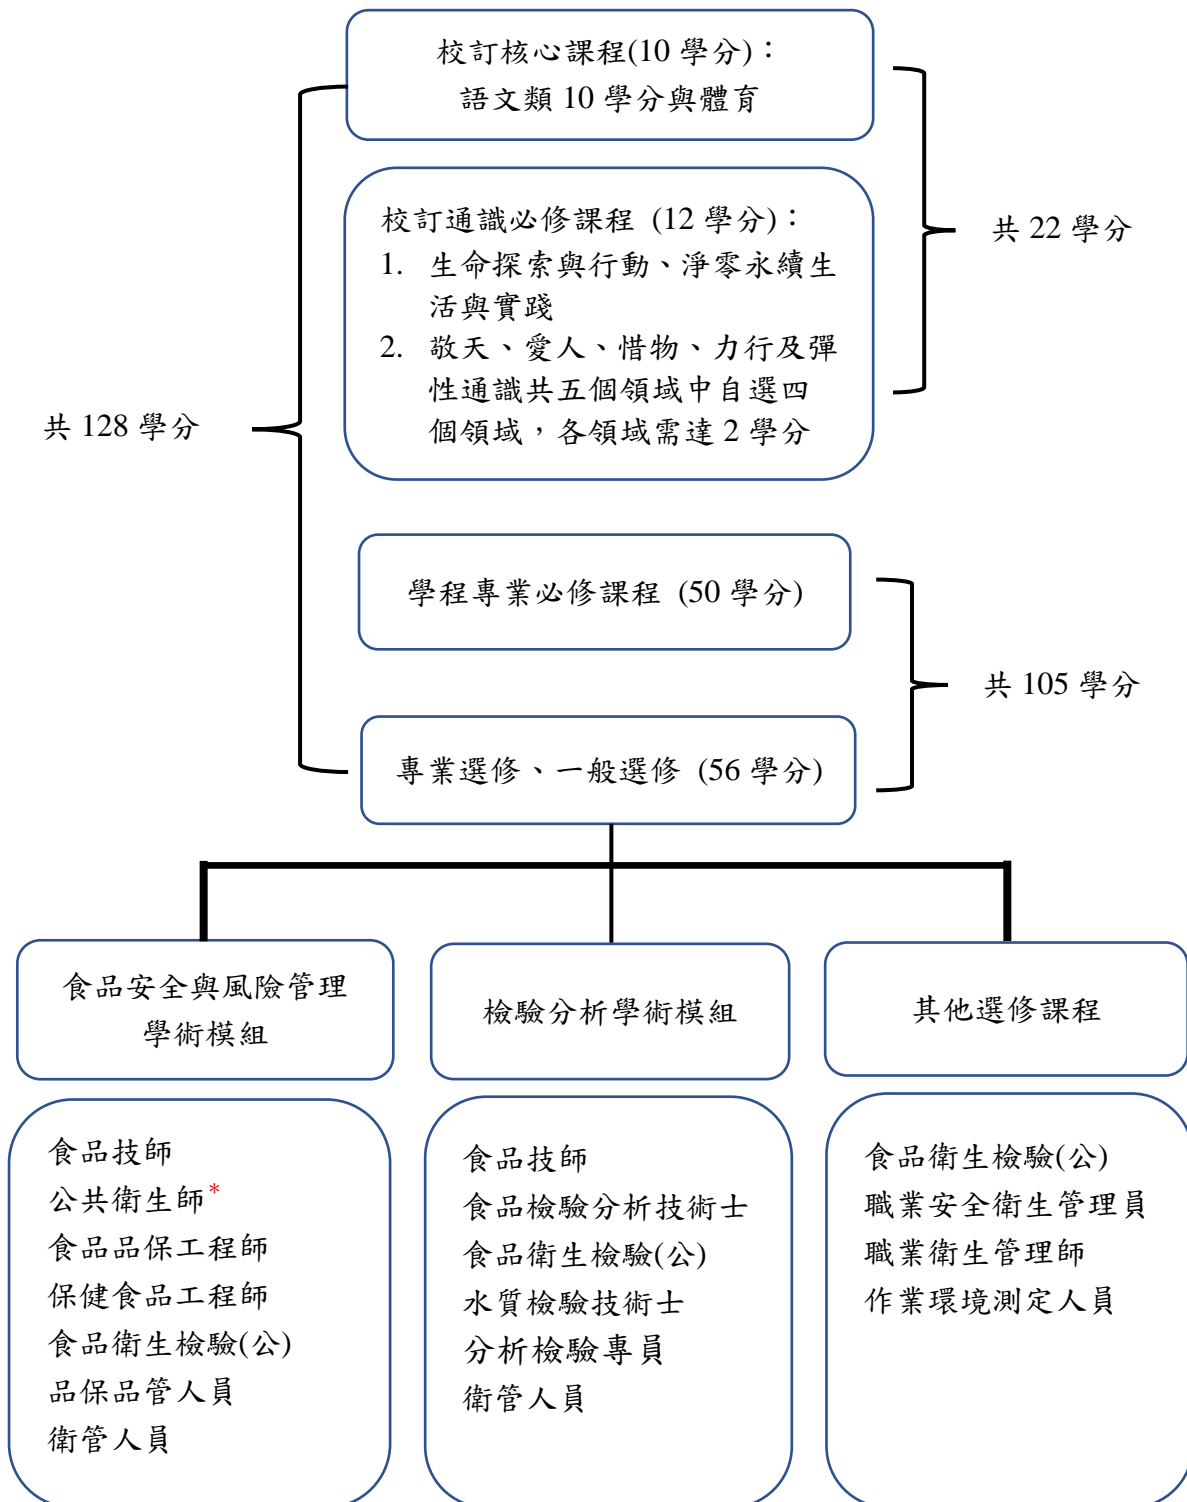 校訂核心課程(10 學分)：
語文類 10 學分與體育
校訂通識必修課程 (12 學分)：
1. 生命探索與行動、淨零永續生
活與實踐
2. 敬天、愛人、惜物、力行及彈
性通識共五個領域中自選四
個領域，各領域需達 2 學分
共 22 學分
共 128 學分
學程專業必修課程 (50 學分)
共 105 學分
專業選修、一般選修 (56 學分)
食品安全與風險管理
學術模組
檢驗分析學術模組
其他選修課程
食品技師
公共衛生師*
食品品保工程師
保健食品工程師
食品衛生檢驗(公)
品保品管人員
衛管人員
食品技師
食品檢驗分析技術士
食品衛生檢驗(公)
水質檢驗技術士
分析檢驗專員
衛管人員
食品衛生檢驗(公)
職業安全衛生管理員
職業衛生管理師
作業環境測定人員